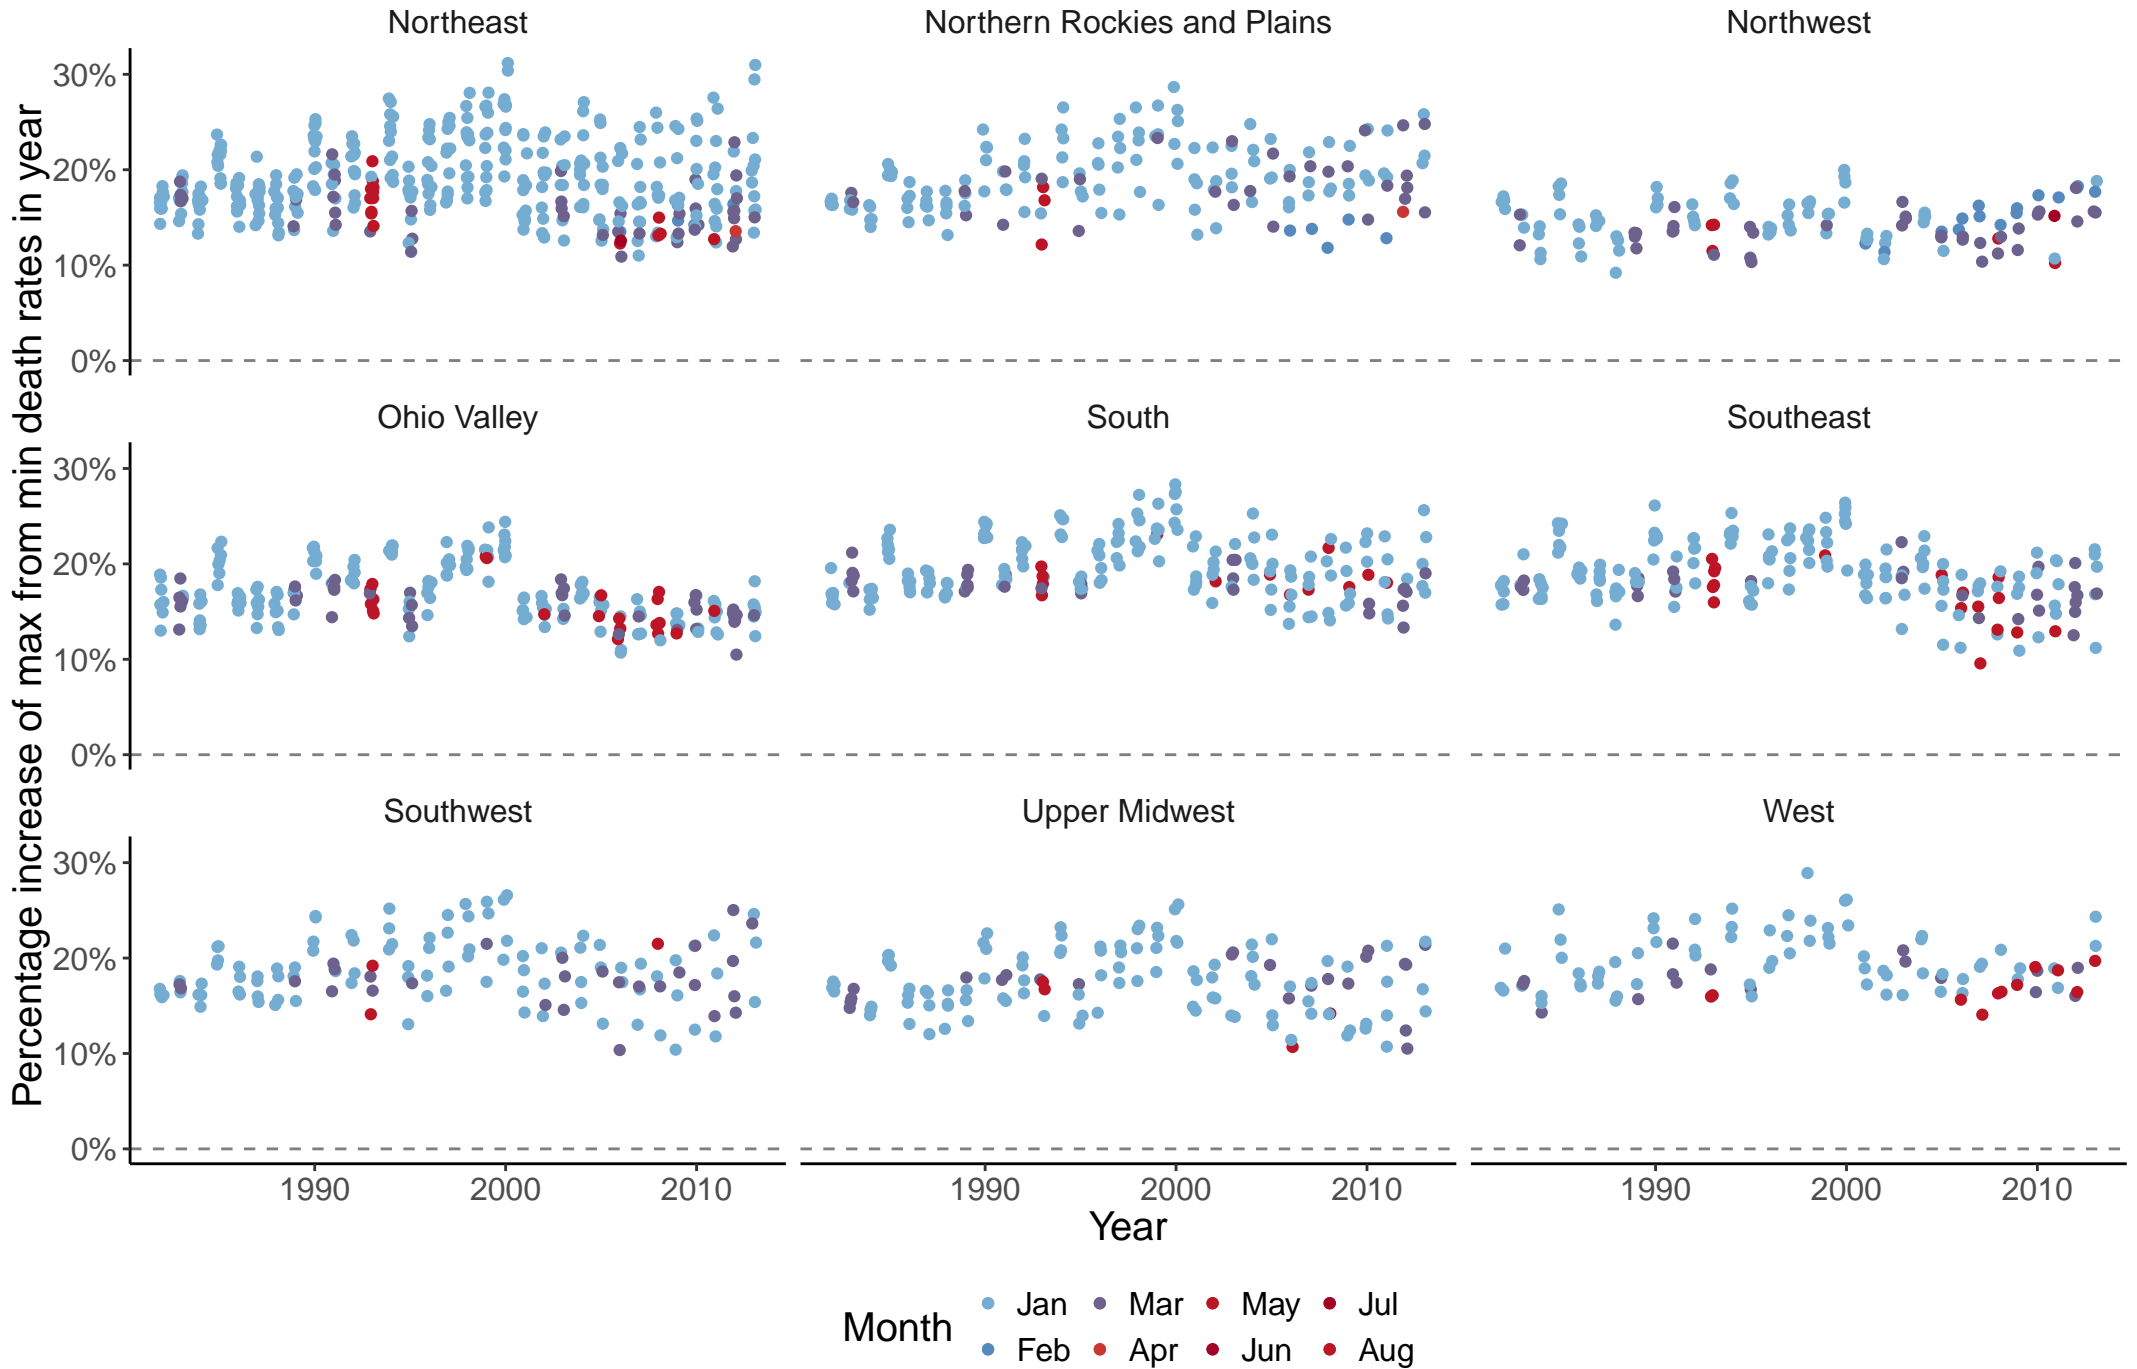 Northeast
Northern Rockies and Plains
Northwest
30%
20%
10%
0%
Ohio Valley
South
Southeast
30%
20%
10%
0%
Southwest
Upper Midwest
West
30%
20%
10%
0%
1990 2000 2010
1990 2000 2010
1990 2000 2010
Percentage increase of max from min death rates in year
Year
Month
Jan Mar May Jul
Feb Apr Jun Aug